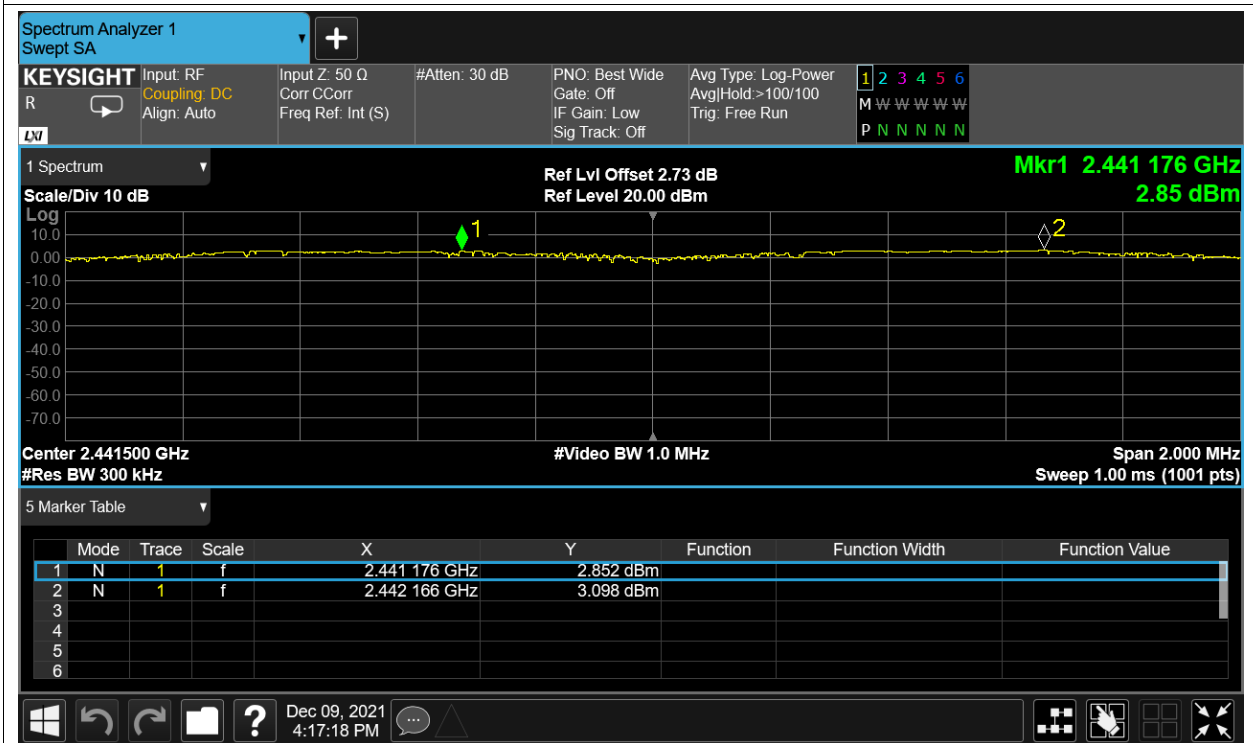 Spectrum Analyzer 1
Swept SA
+
KEYSIGHT Input: RF Input Z: 50 Ω #Atten: 30 dB PNO: Best Wide Avg Type: Log-Power 1 2 3 4 5 6
R Coupling: DC Corr CCorr Gate: Off Avg|Hold:>100/100 M W W W W W
Align: Auto Freq Ref: Int (S) IF Gain: Low Trig: Free Run
LXI Sig Track: Off P N N N N N
1 Spectrum Ref Lvl Offset 2.73 dB Mkr1 2.441 176 GHz
Scale/Div 10 dB Ref Level 20.00 dBm 2.85 dBm
Log
1 2
10.0
0.00
-10.0
-20.0
-30.0
-40.0
-50.0
-60.0
-70.0
Center 2.441500 GHz #Video BW 1.0 MHz Span 2.000 MHz
#Res BW 300 kHz Sweep 1.00 ms (1001 pts)
5 Marker Table
Mode Trace Scale X Y Function Function Width Function Value
1 N 1 f 2.441 176 GHz 2.852 dBm
2 N 1 f 2.442 166 GHz 3.098 dBm
3
4
5
6
? Dec 09, 2021
4:17:18 PM